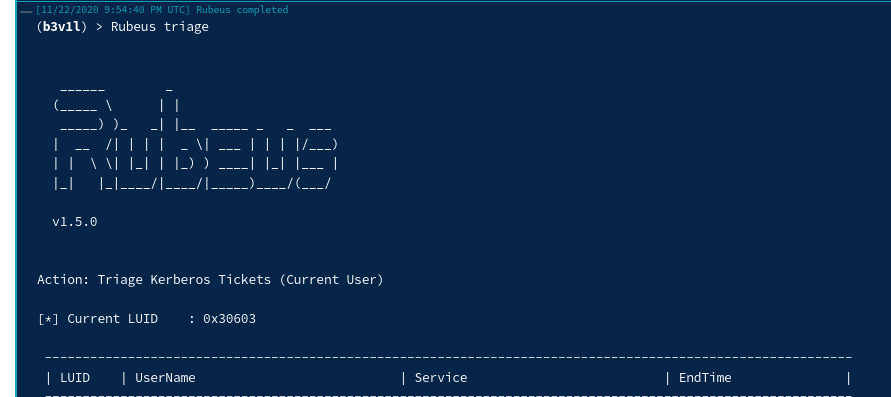 [11/22/2020 9:54:40 PM UTC] Rubeus completed
(b3v1l) > Rubeus triage
   ______        _
  (_____ \      | |
   _____) )_   _| |__  _____ _   _  ___
  |  __  /| | | |  _ \| ___ | | | |/___)
  | |  \ \| |_| | |_) ) ____| |_| |___ |
  |_|   |_|____/|____/|_____)____/(___/
v1.5.0
Action: Triage Kerberos Tickets (Current User)
[*] Current LUID    : 0x30603
-----------------------------------------------------------------------------------------------------------
| LUID    | UserName                           | Service                          | EndTime               |
-----------------------------------------------------------------------------------------------------------